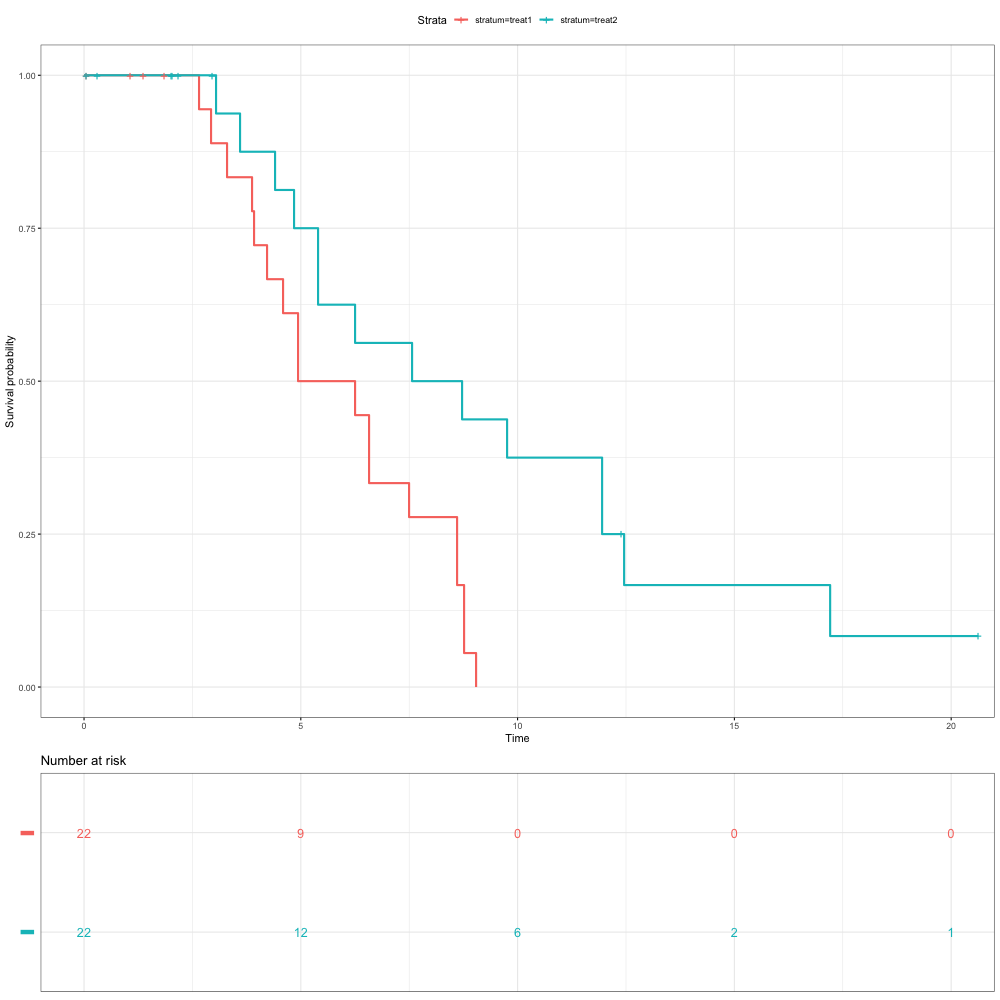 Strata stratum=treat1 stratum=treat2
1.00
0.75
0.50
0.25
0.00
Survival probability
0 5 10 15 20
Time
Number at risk
22 9 0 0 0
22 12 6 2 1